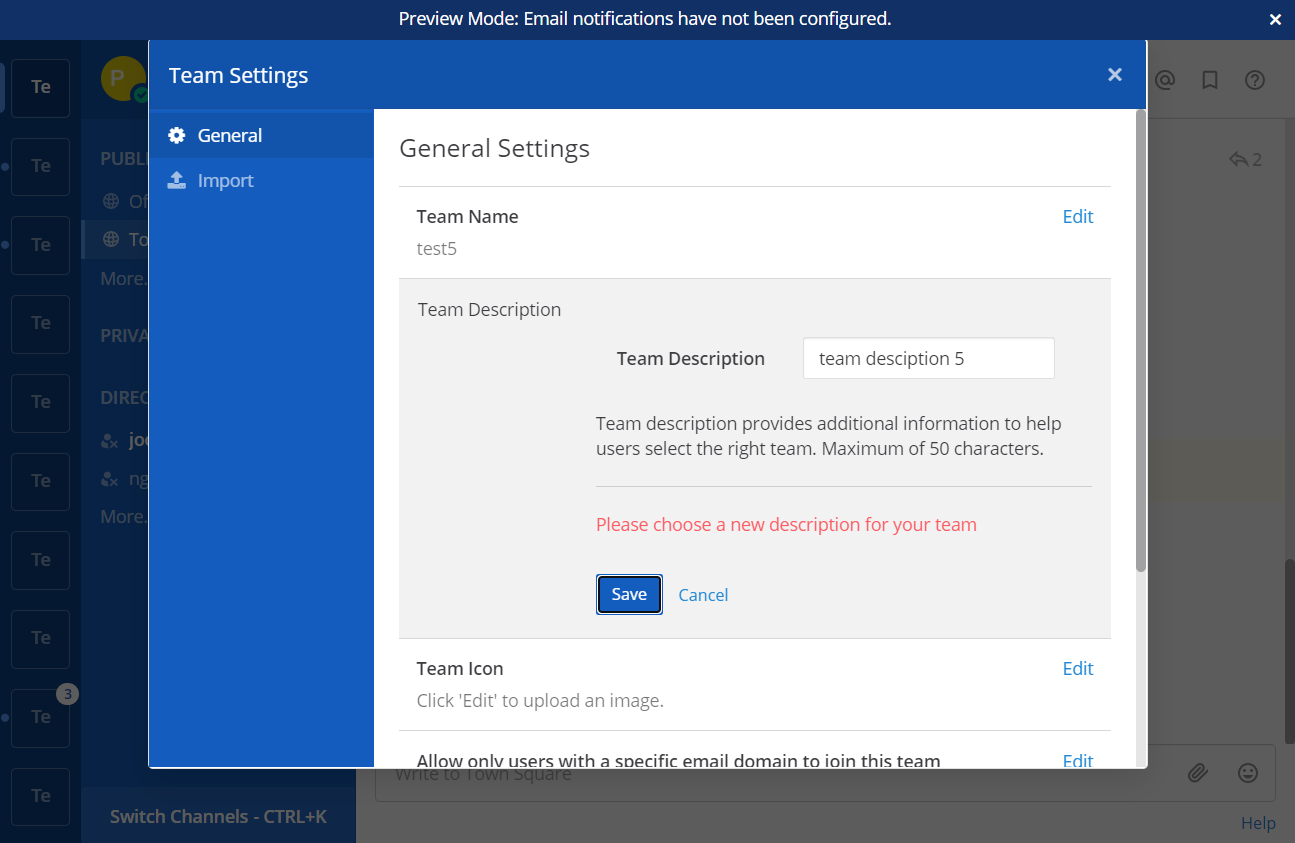 Preview Mode: Email notifications have not been configured.
Te
Te
Te
Te
Te
Te
Te
Te
3
Te
Te
P
PUBLI
Of
To
More.
PRIVA
DIREC
joc
ng
More.
Switch Channels - CTRL+K
Team Settings
General
Import
General Settings
Team Name
Edit
test5
Team Description
Team Description
team desciption 5
Team description provides additional information to help
users select the right team. Maximum of 50 characters.
Please choose a new description for your team
Save
Cancel
Team Icon
Edit
Click 'Edit' to upload an image.
Allow only users with a specific email domain to join this team
Edit
2
Write to Town Square
Help